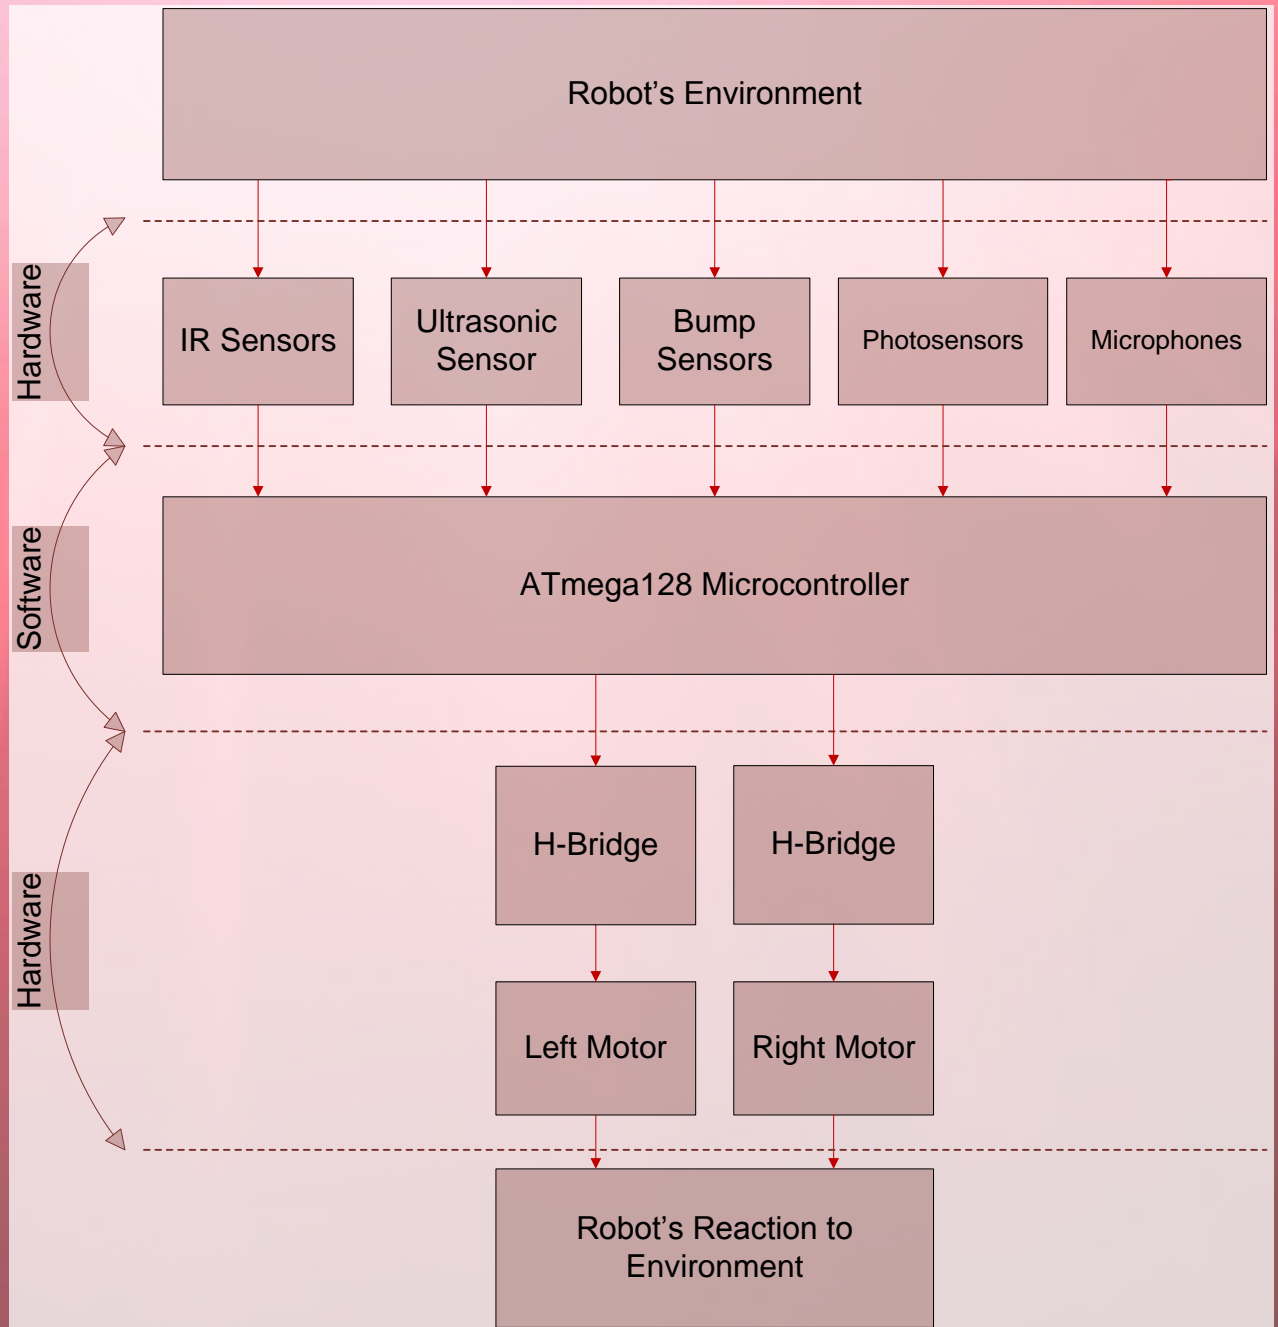 Robot’s Environment
Hardware
IR Sensors
Ultrasonic
Sensor
Bump
Sensors
Photosensors
Microphones
Software
ATmega128 Microcontroller
Hardware
H-Bridge
H-Bridge
Left Motor
Right Motor
Robot’s Reaction to
Environment